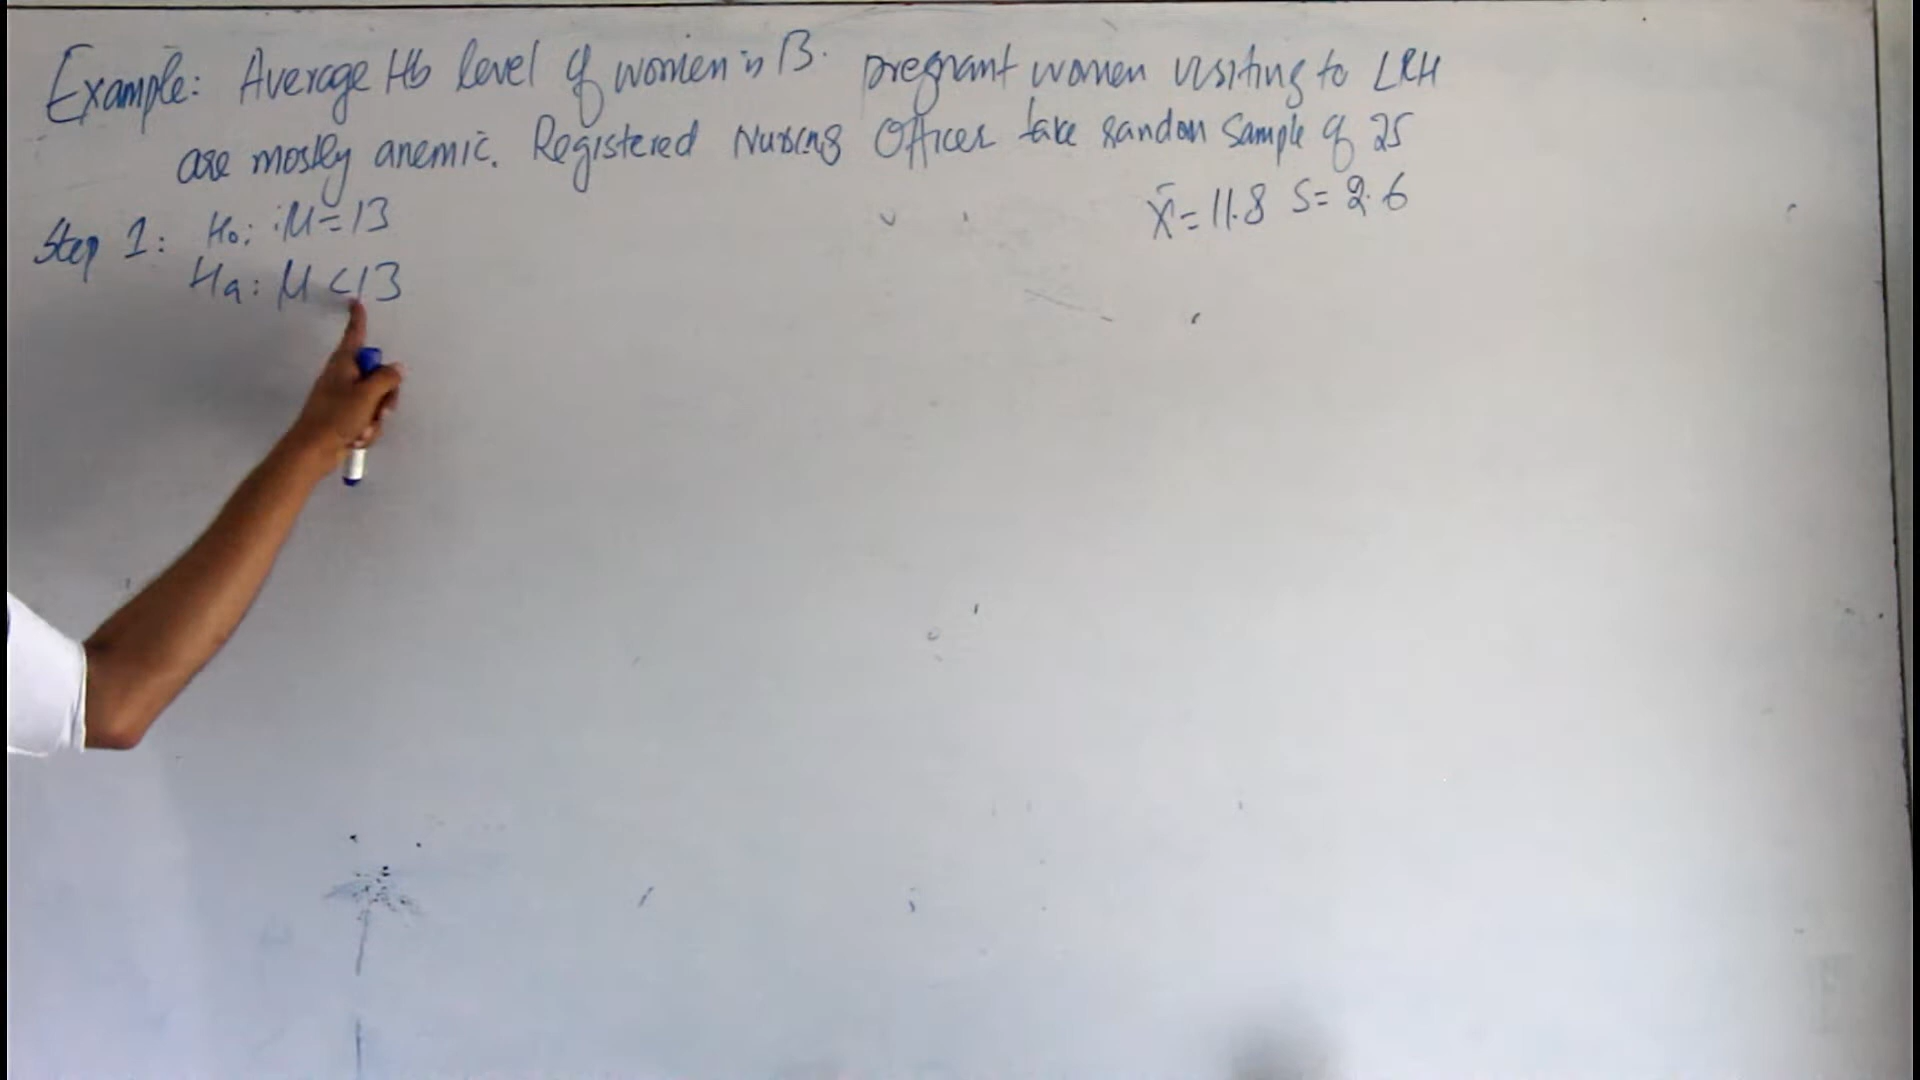 Example: Average Hb level of women is 13. pregnant women visiting to LRH
are mostly anemic. Registered Nursing Officer take random Sample of 25
x̄ = 11.8 S = 2.6
Step 1: H₀: μ = 13
Ha: μ < 13